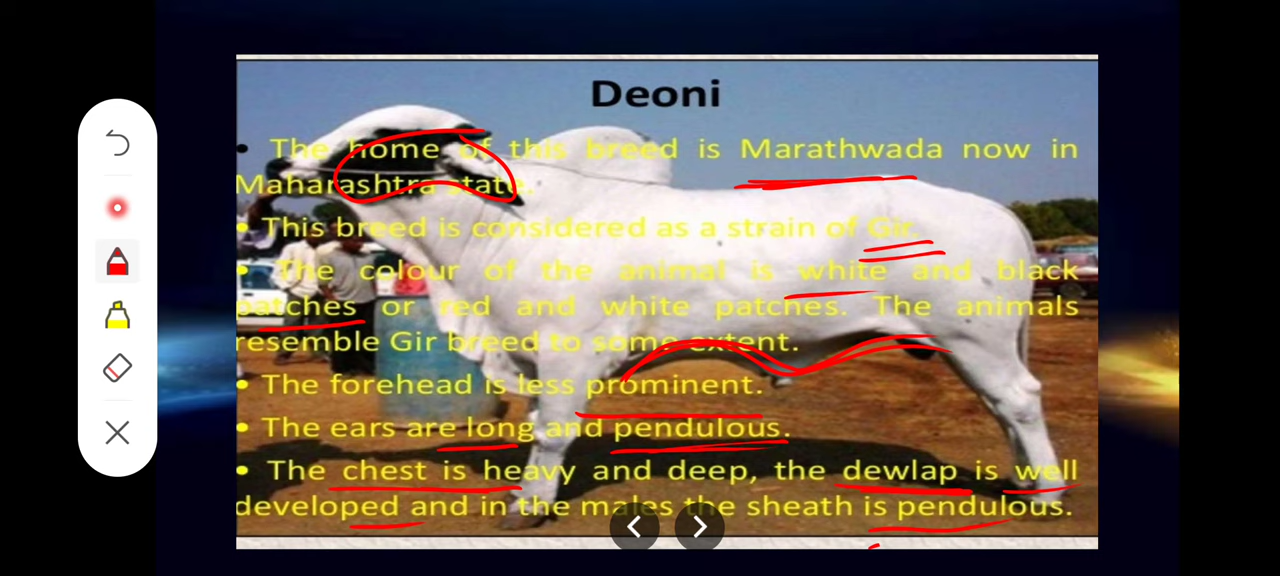 Deoni
• The home of this breed is Marathwada now in
Maharashtra state.
• This breed is considered as a strain of Gir.
• The colour of the animal is white and black
patches or red and white patches. The animals
resemble Gir breed to some extent.
• The forehead is less prominent.
• The ears are long and pendulous.
• The chest is heavy and deep, the dewlap is well
developed and in the males the sheath is pendulous.